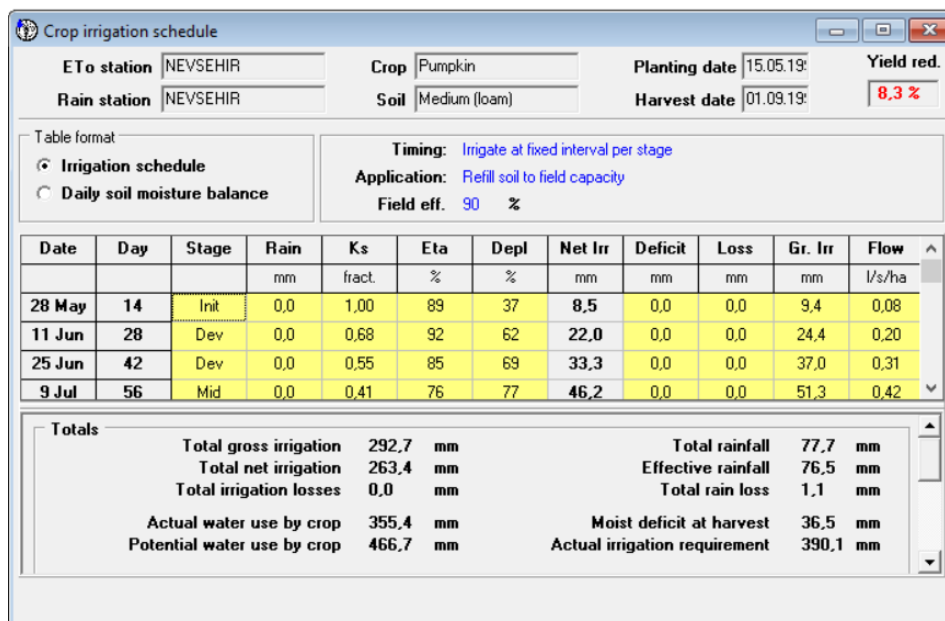 Crop irrigation schedule
ETo station NEVSEHIR Crop Pumpkin Planting date 15.05.19 Yield red.
Rain station NEVSEHIR Soil Medium (loam) Harvest date 01.09.19 8,3 %
Table format
Irrigation schedule
Daily soil moisture balance
Timing: Irrigate at fixed interval per stage
Application: Refill soil to field capacity
Field eff. 90 %
Date Day Stage Rain Ks Eta Depl Net Irr Deficit Loss Gr. Irr Flow
mm fract. % % mm mm mm mm l/s/ha
28 May 14 Init 0,0 1,00 89 37 8,5 0,0 0,0 9,4 0,08
11 Jun 28 Dev 0,0 0,68 92 62 22,0 0,0 0,0 24,4 0,20
25 Jun 42 Dev 0,0 0,55 85 69 33,3 0,0 0,0 37,0 0,31
9 Jul 56 Mid 0,0 0,41 76 77 46,2 0,0 0,0 51,3 0,42
Totals
Total gross irrigation 292,7 mm Total rainfall 77,7 mm
Total net irrigation 263,4 mm Effective rainfall 76,5 mm
Total irrigation losses 0,0 mm Total rain loss 1,1 mm
Actual water use by crop 355,4 mm Moist deficit at harvest 36,5 mm
Potential water use by crop 466,7 mm Actual irrigation requirement 390,1 mm